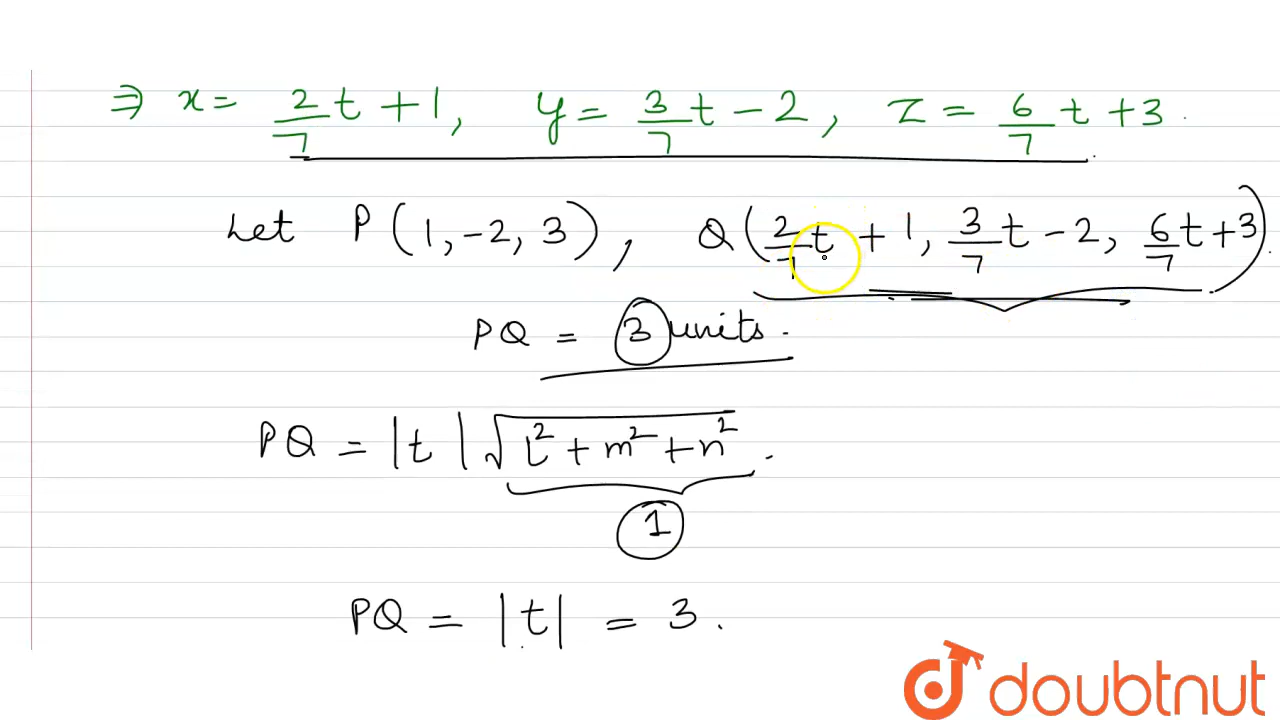 ⇒ x = 2/7 t + 1, y = 3/7 t - 2, z = 6/7 t + 3.
Let P(1, -2, 3), Q(2/7 t + 1, 3/7 t - 2, 6/7 t + 3).
PQ = 3 units.
PQ = |t| √(l² + m² + n²).
1
PQ = |t| = 3.
doubtnut